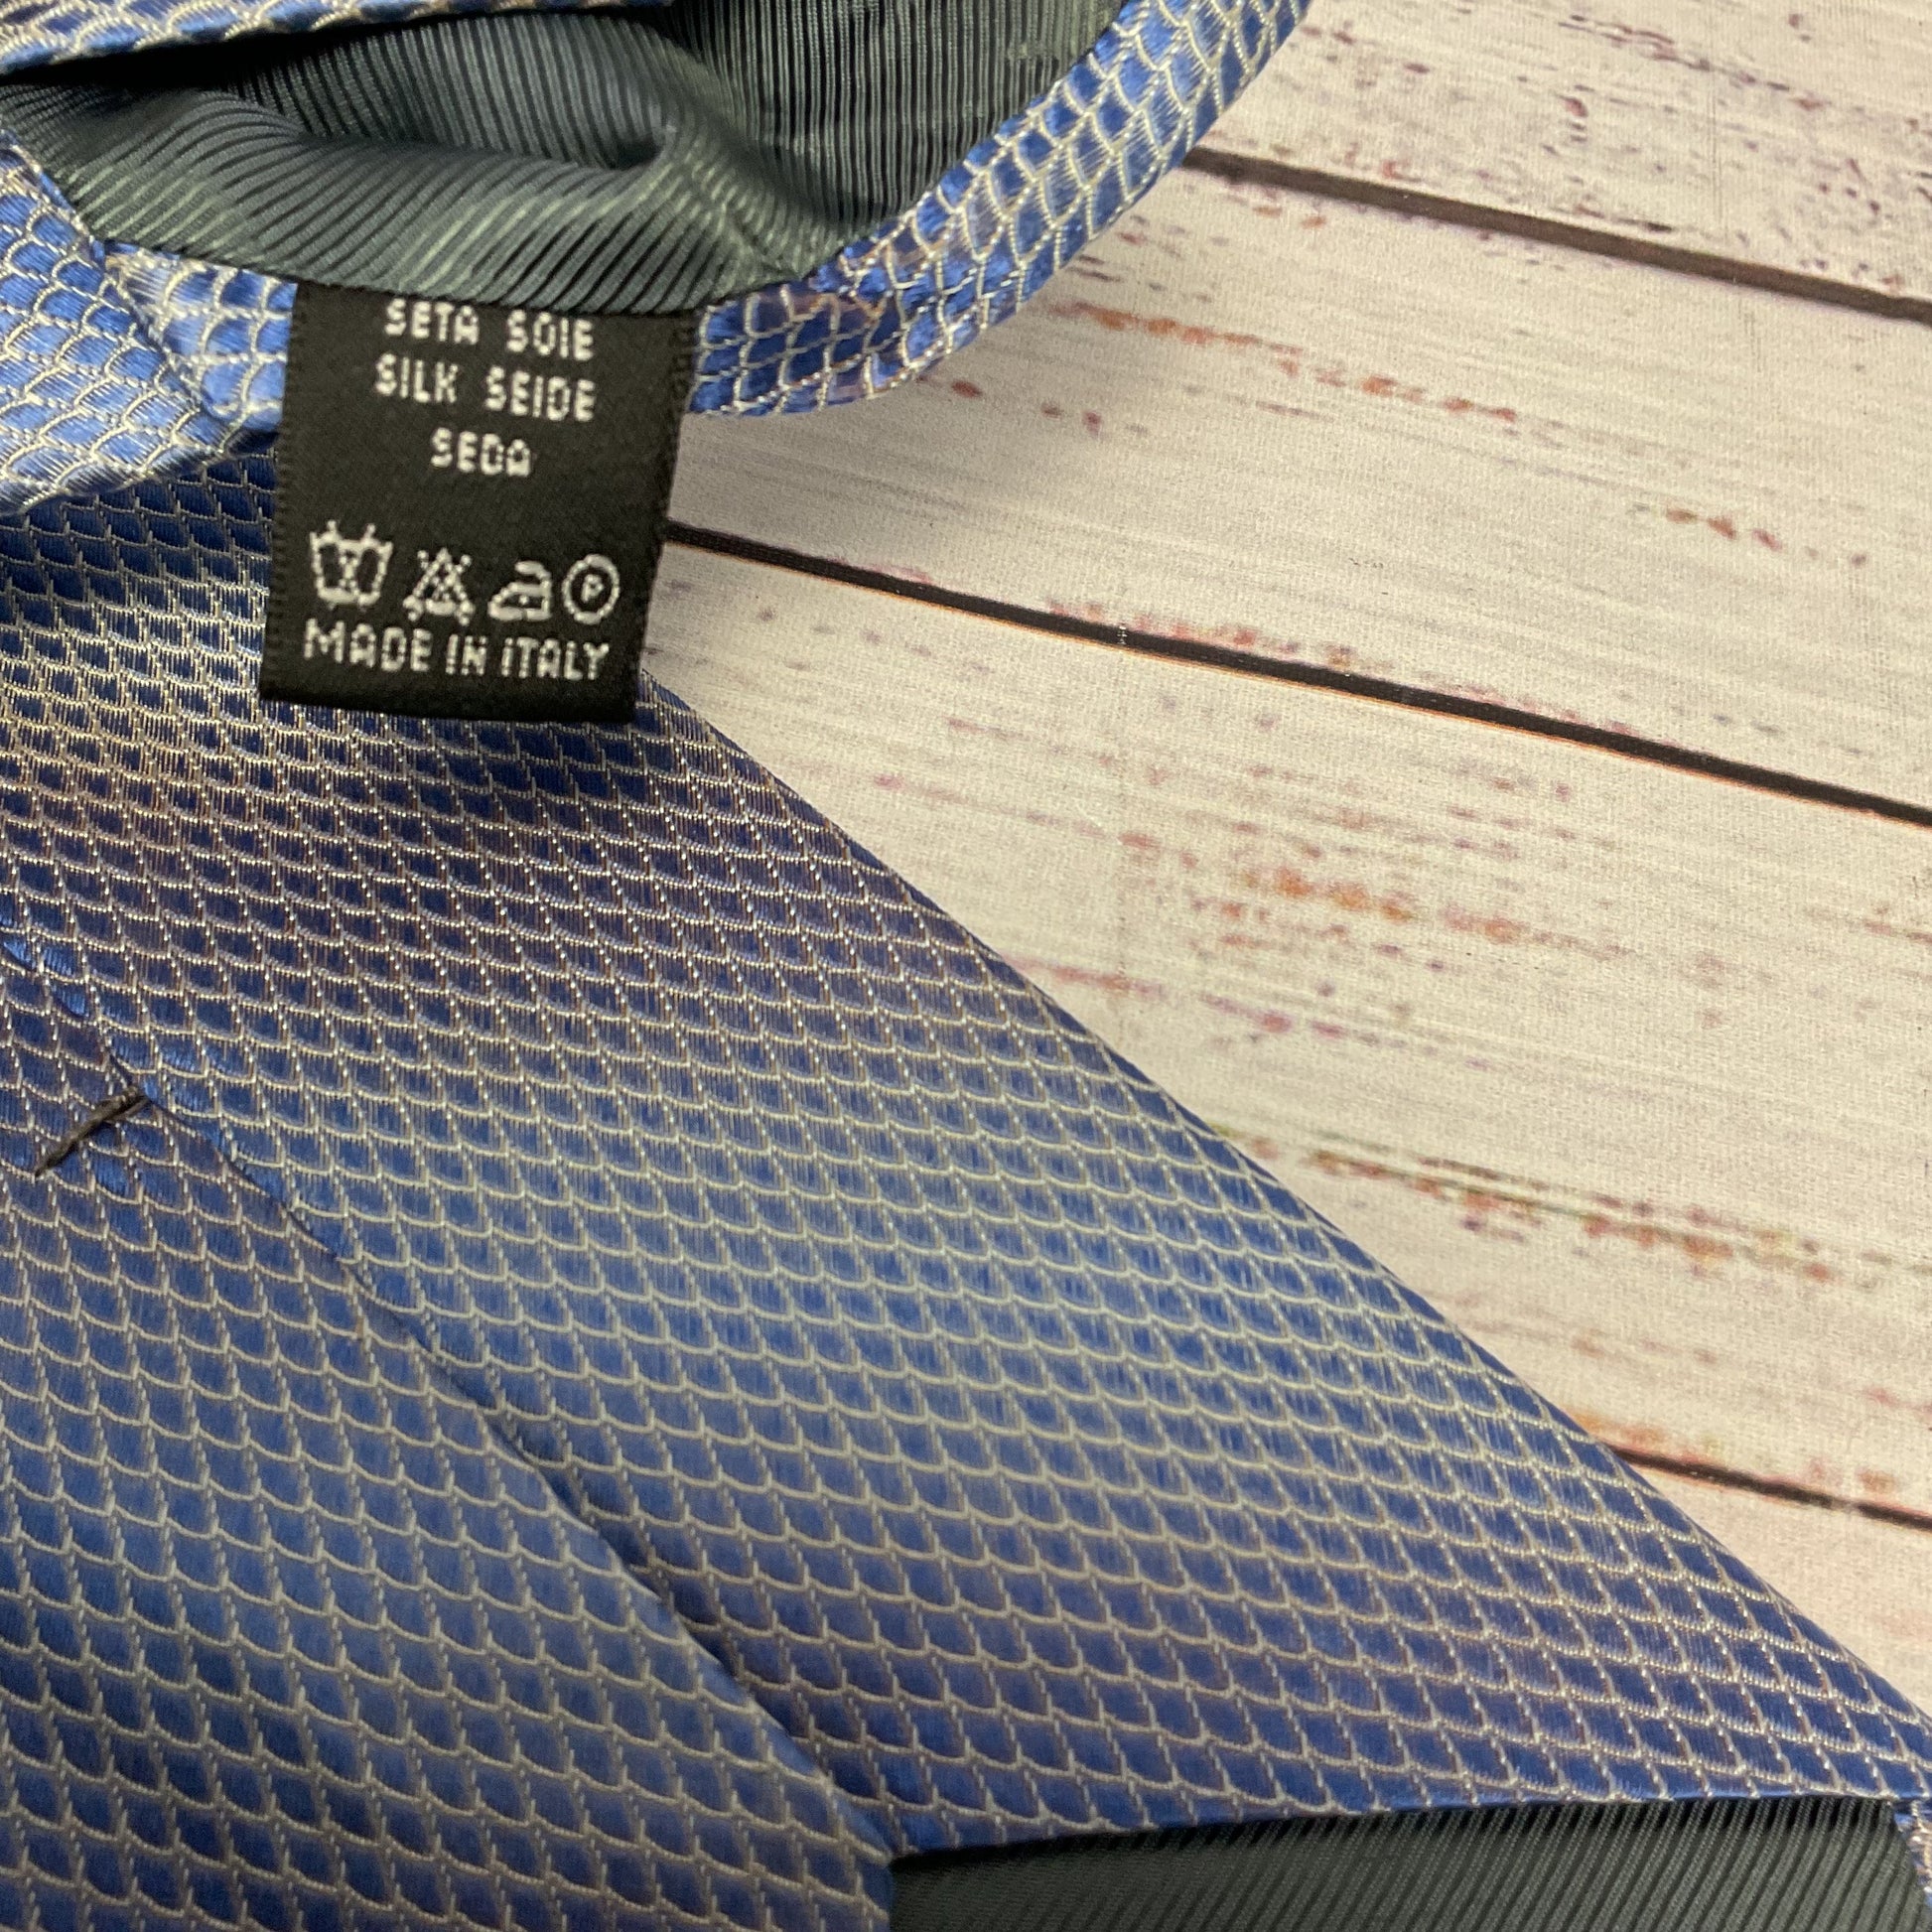 SETA SOIE
SILK SEIDE
SEDA
P
MADE IN ITALY